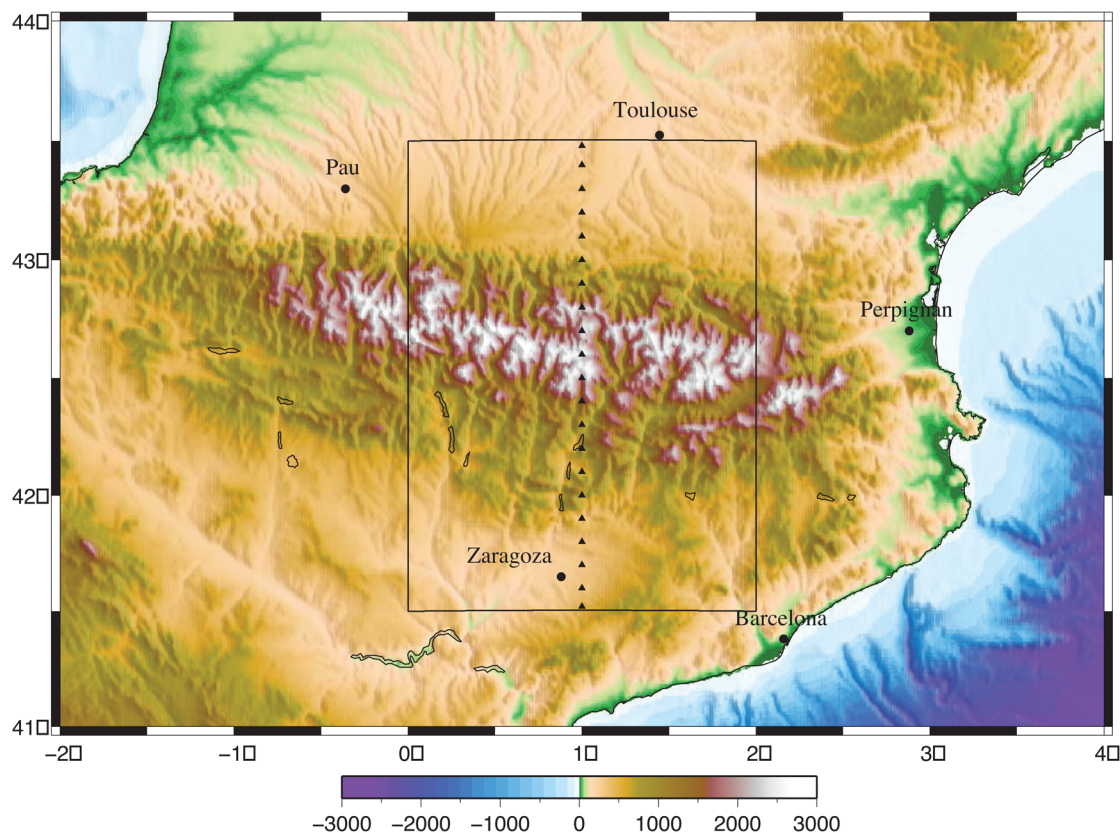 44□
Toulouse
Pau
43□
Perpignan
42□
Zaragoza
Barcelona
41□
−2□ −1□ 0□ 1□ 2□ 3□ 4□
−3000 −2000 −1000 0 1000 2000 3000